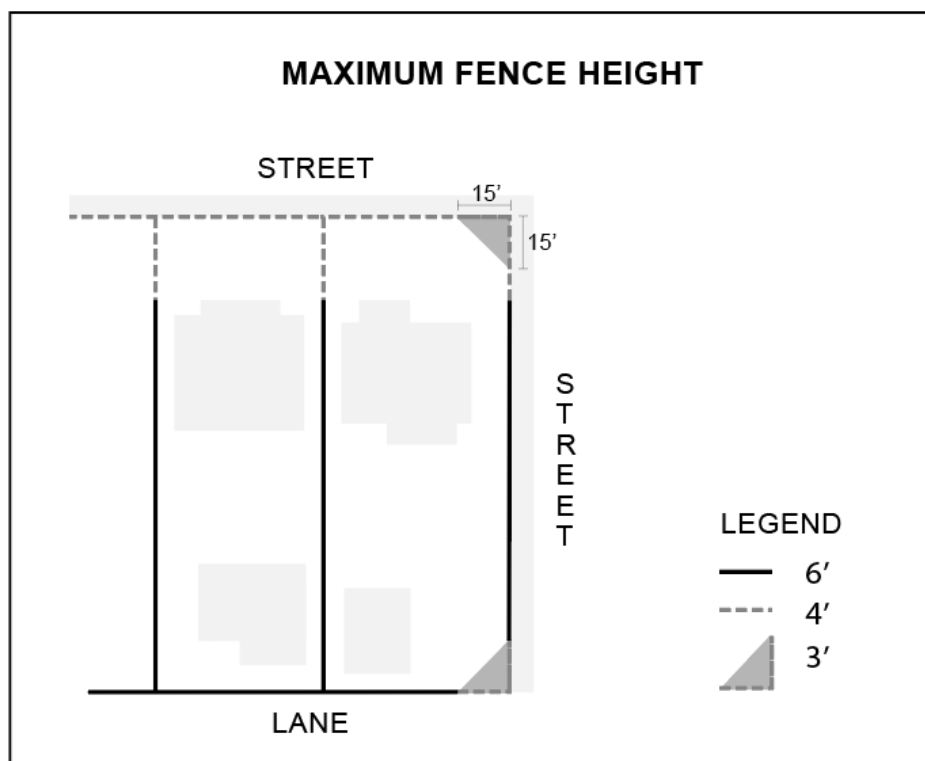 MAXIMUM FENCE HEIGHT
STREET
15’
15’
S
T
R
E
E
T
LEGEND
6’
4’
3’
LANE